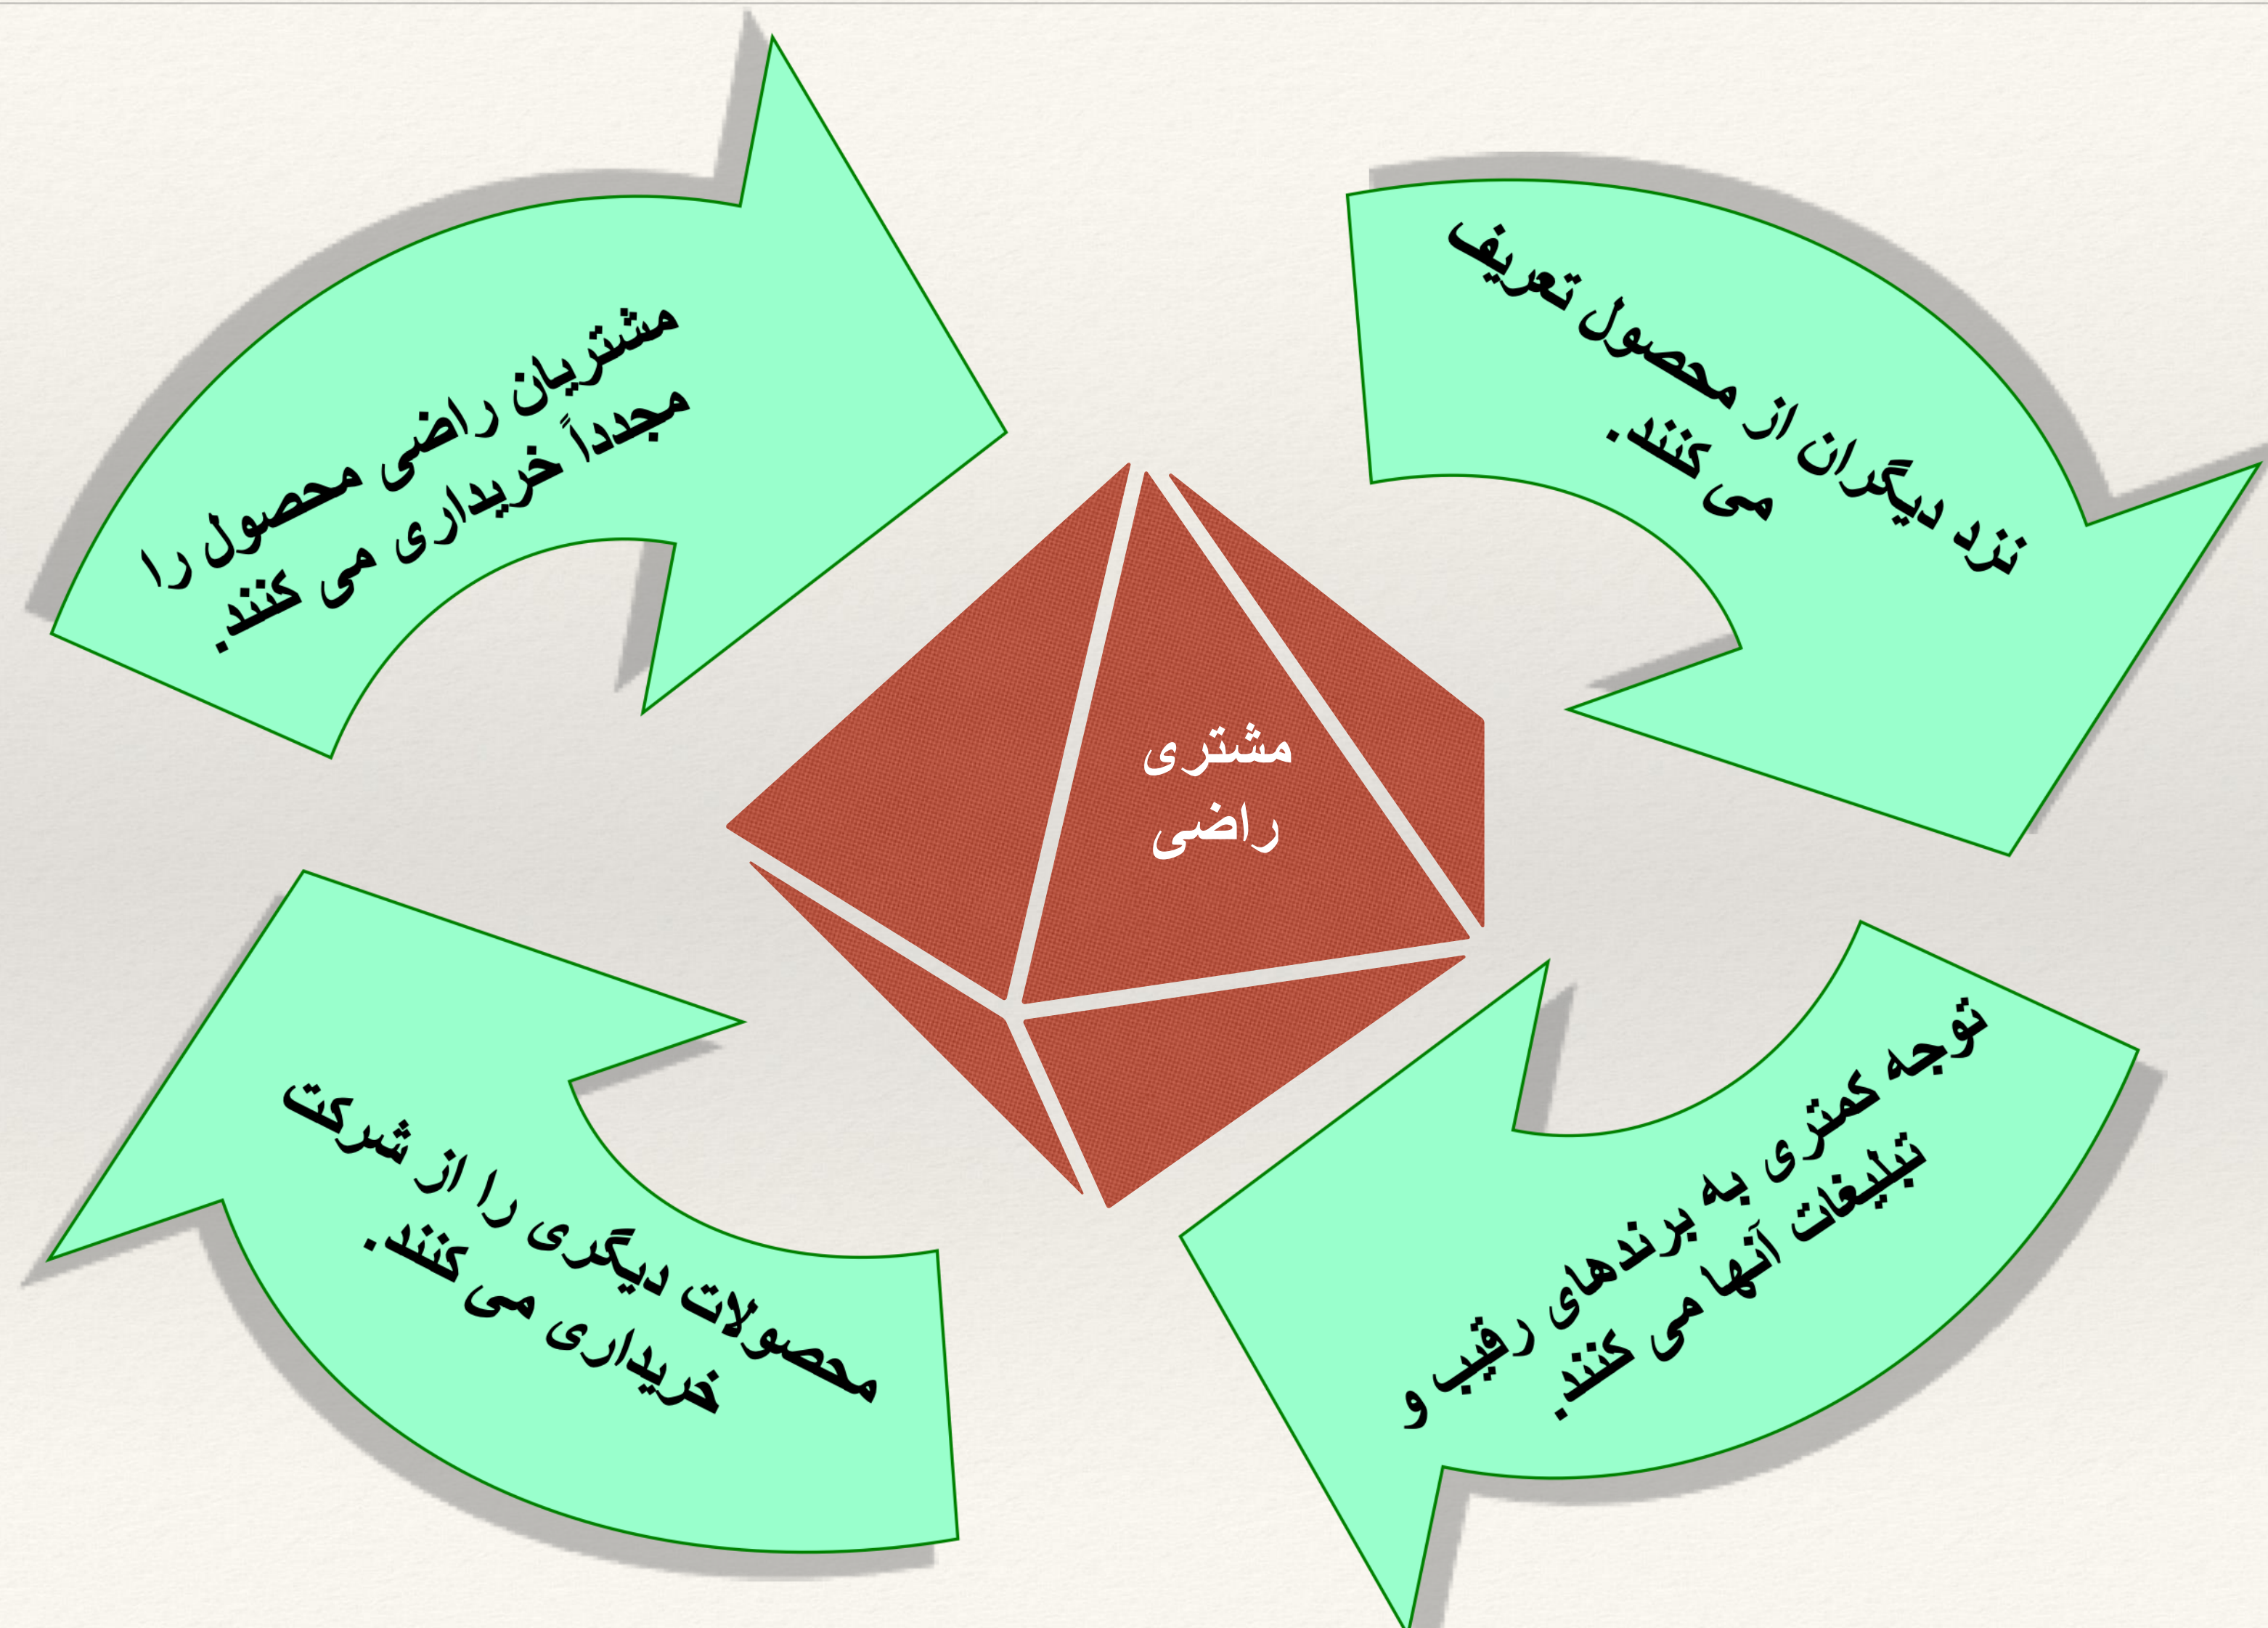 مشتریان راضی محصول را
مجدداً خریداری می کنند.
نزد دیگران از محصول تعریف
می کنند.
مشتری
راضی
توجه کمتری به برندهای رقیب و
تبلیغات آنها می کنند.
محصولات دیگری را از شرکت
خریداری می کنند.